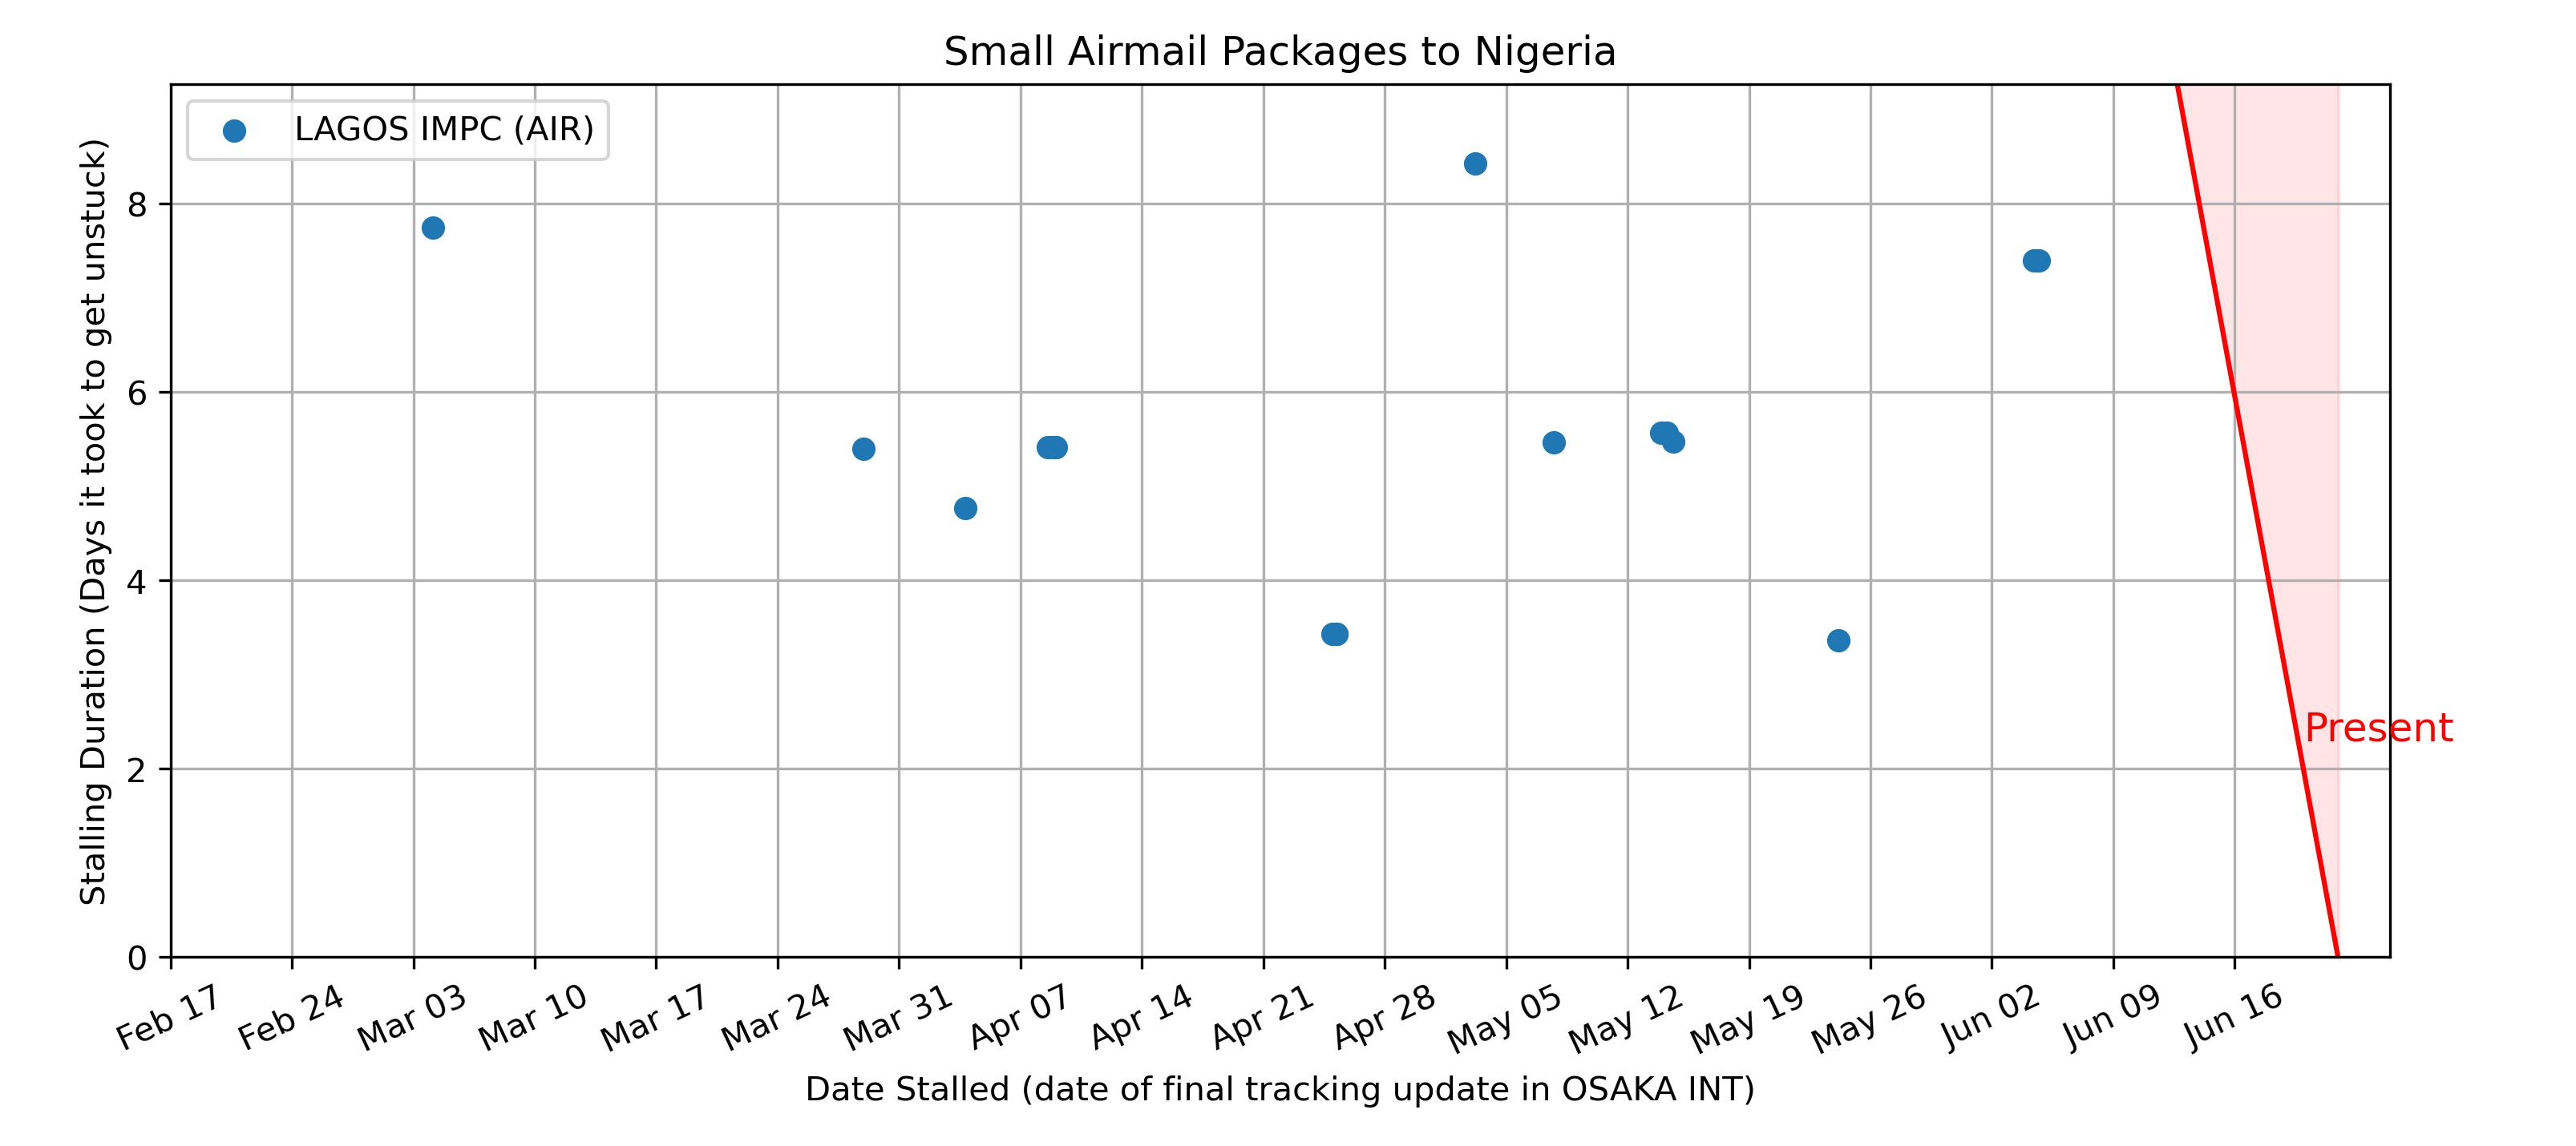 Small Airmail Packages to Nigeria
LAGOS IMPC (AIR)
Stalling Duration (Days it took to get unstuck)
8
6
4
2
0
Present
Feb 17
Feb 24
Mar 03
Mar 10
Mar 17
Mar 24
Mar 31
Apr 07
Apr 14
Apr 21
Apr 28
May 05
May 12
May 19
May 26
Jun 02
Jun 09
Jun 16
Date Stalled (date of final tracking update in OSAKA INT)